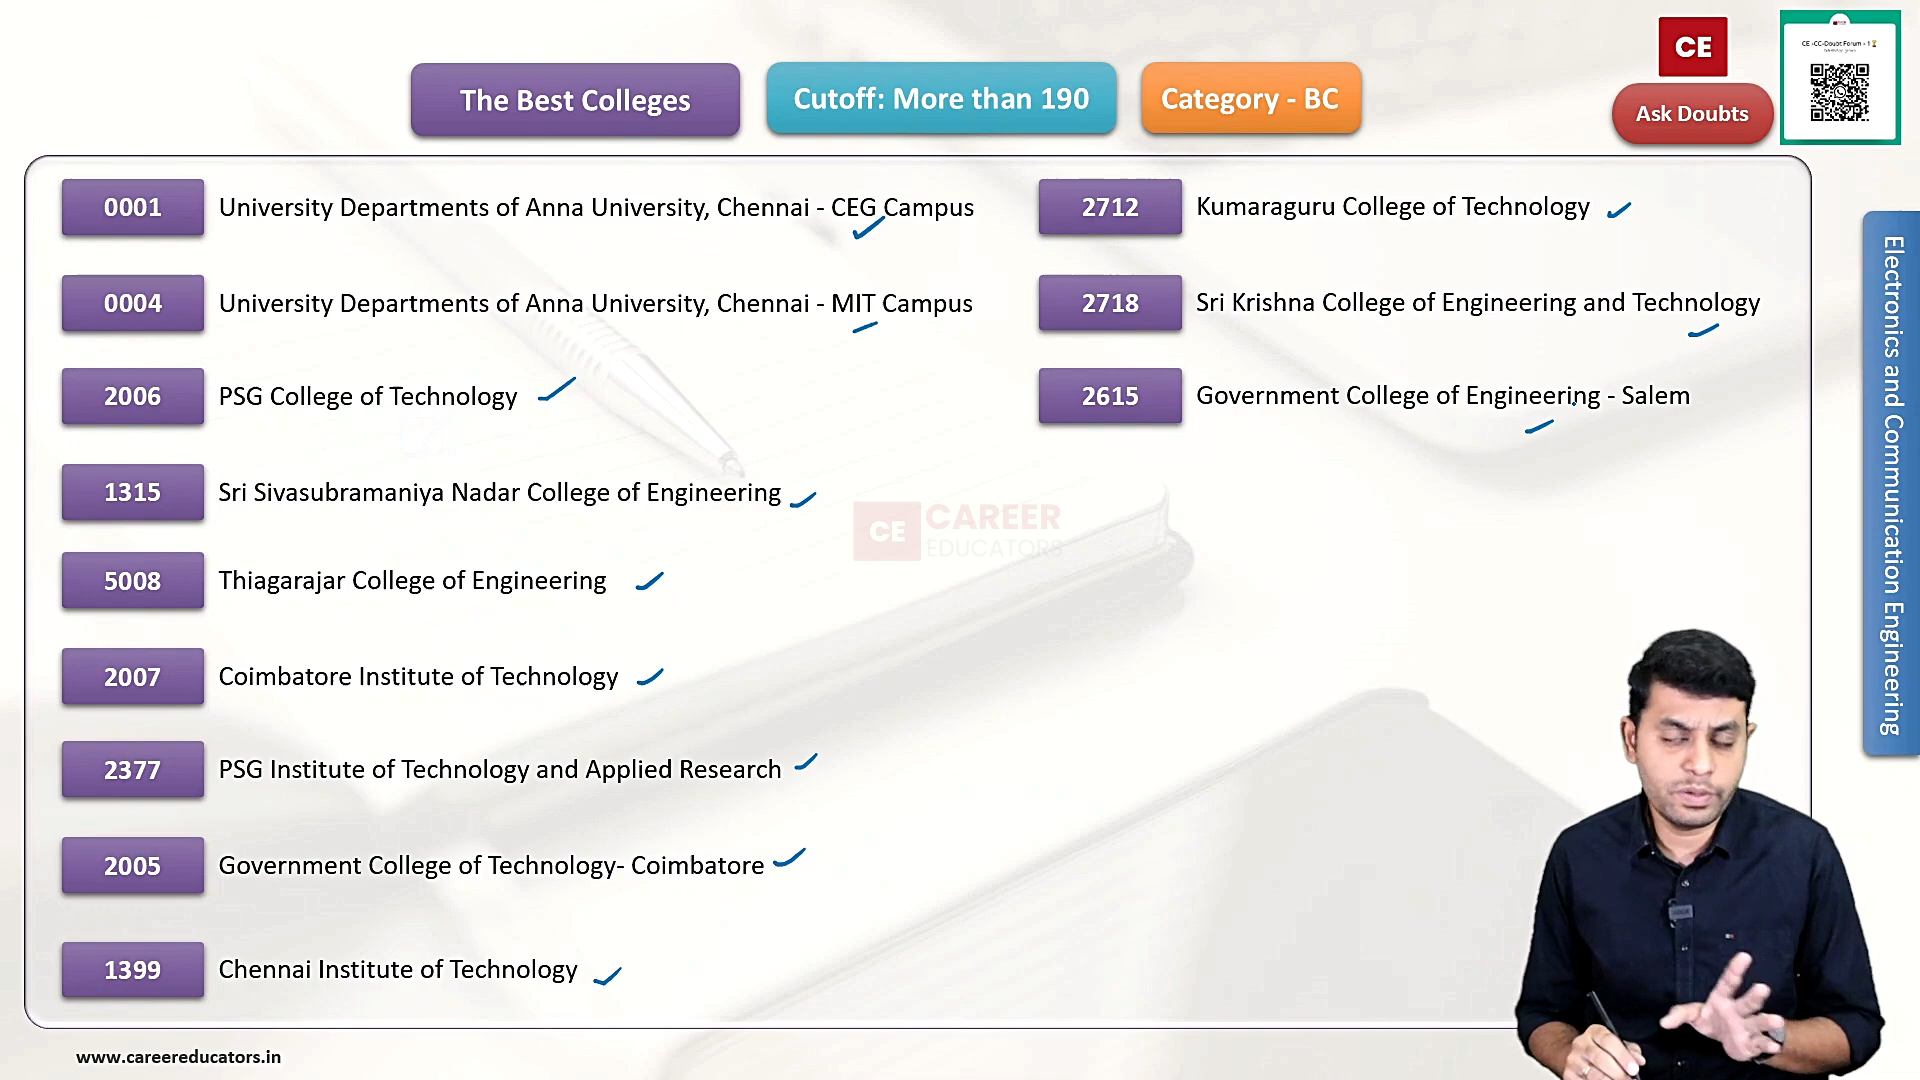 The Best Colleges
Cutoff: More than 190
Category - BC
CE
Ask Doubts
CE -CC-Doubt Forum - 1
0001 University Departments of Anna University, Chennai - CEG Campus
0004 University Departments of Anna University, Chennai - MIT Campus
2006 PSG College of Technology
1315 Sri Sivasubramaniya Nadar College of Engineering
5008 Thiagarajar College of Engineering
2007 Coimbatore Institute of Technology
2377 PSG Institute of Technology and Applied Research
2005 Government College of Technology- Coimbatore
1399 Chennai Institute of Technology
2712 Kumaraguru College of Technology
2718 Sri Krishna College of Engineering and Technology
2615 Government College of Engineering - Salem
CE CAREER
EDUCATORS
Electronics and Communication Engineering
www.careereducators.in